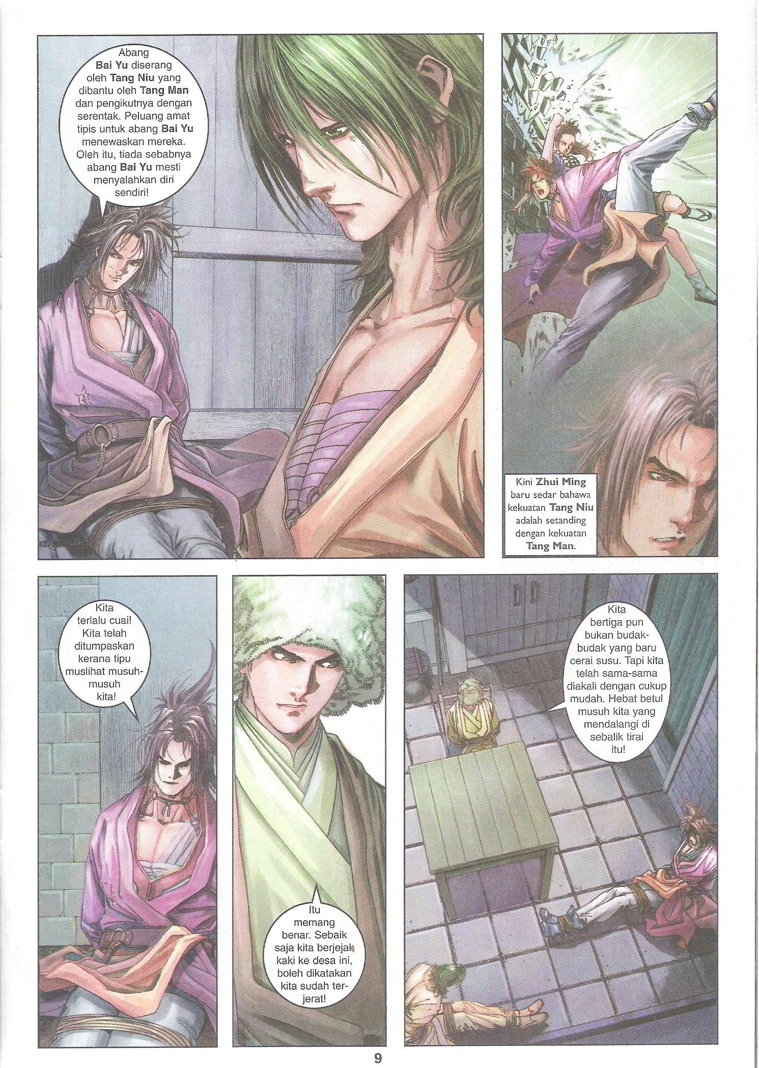 Abang
Bai Yu diserang
oleh Tang Niu yang
dibantu oleh Tang Man
dan pengikutnya dengan
serentak. Peluang amat
tipis untuk abang Bai Yu
menewaskan mereka.
Oleh itu, tiada sebabnya
abang Bai Yu mesti
menyalahkan diri
sendiri!
Kini Zhui Ming
baru sedar bahawa
kekuatan Tang Niu
adalah setanding
dengan kekuatan
Tang Man.
Kita
terlalu cuai!
Kita telah
ditumpaskan
kerana tipu
muslihat musuh-
musuh
kita!
Itu
memang
benar. Sebaik
saja kita berjejak
kaki ke desa ini,
boleh dikatakan
kita sudah ter-
jerat!
Kita
bertiga pun
bukan budak-
budak yang baru
cerai susu. Tapi kita
telah sama-sama
diakali dengan cukup
mudah. Hebat betul
musuh kita yang
mendalangi di
sebalik tirai
itu!
9